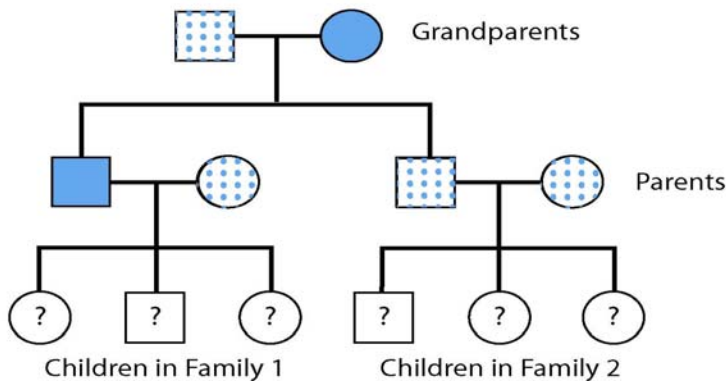 Grandparents
Parents
? ? ? ? ? ?
Children in Family 1 Children in Family 2